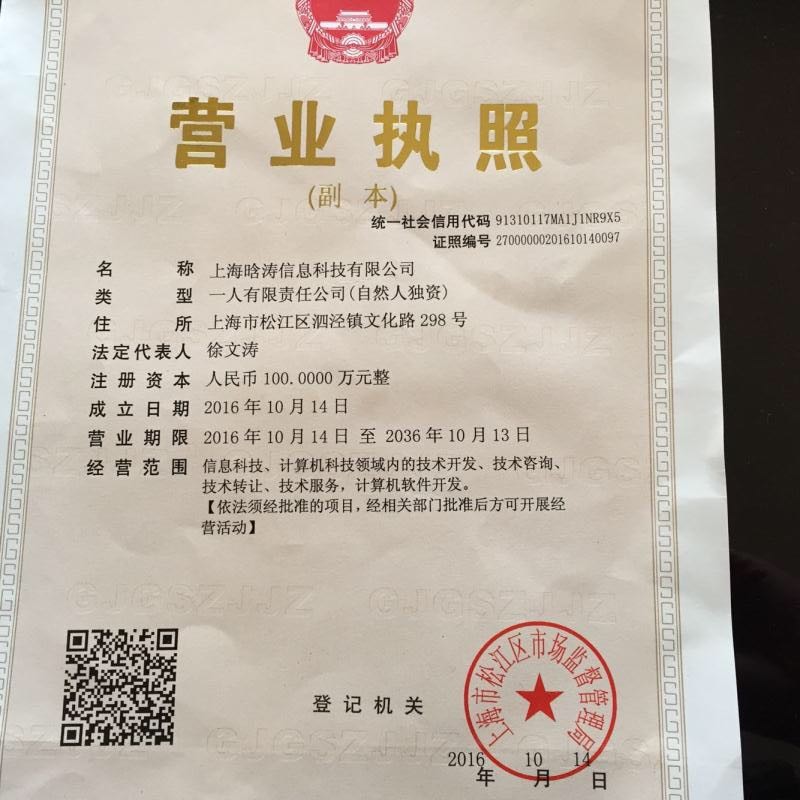 营业执照
(副 本)
统一社会信用代码 91310117MA1J1NR9X5
证照编号 27000000201610140097
名 称 上海晗涛信息科技有限公司
类 型 一人有限责任公司(自然人独资)
住 所 上海市松江区泗泾镇文化路298号
法定代表人 徐文涛
注册资本 人民币100.0000万元整
成立日期 2016年10月14日
营业期限 2016年10月14日 至 2036年10月13日
经营范围 信息科技、计算机科技领域内的技术开发、技术咨询、
技术转让、技术服务，计算机软件开发。
【依法须经批准的项目，经相关部门批准后方可开展经
营活动】
GJGSZJJZ GJGSZJJZ
登记机关
上海市松江区市场监督管理局
2016年 10月 14日